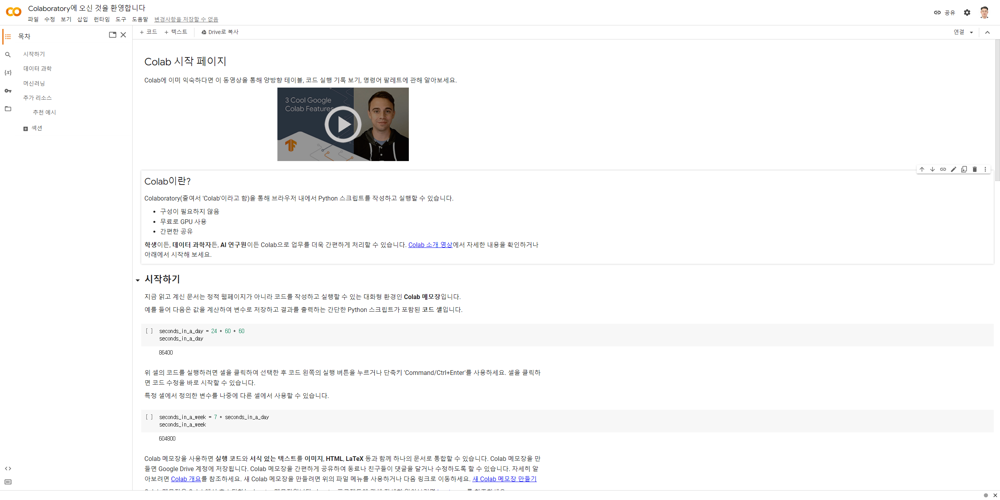 Colaboratory에 오신 것을 환영합니다
파일 수정 보기 삽입 런타임 도구 도움말 변경사항을 저장할 수 없음
공유
목차
+ 코드 + 텍스트 Drive로 복사
연결
시작하기
데이터 과학
머신러닝
추가 리소스
추천 예시
섹션
{x}
Colab 시작 페이지
Colab에 이미 익숙하다면 이 동영상을 통해 양방향 테이블, 코드 실행 기록 보기, 명령어 팔레트에 관해 알아보세요.
3 Cool Google
Colab Features
Colab이란?
Colaboratory(줄여서 'Colab'이라고 함)을 통해 브라우저 내에서 Python 스크립트를 작성하고 실행할 수 있습니다.
• 구성이 필요하지 않음
• 무료로 GPU 사용
• 간편한 공유
학생이든, 데이터 과학자든, AI 연구원이든 Colab으로 업무를 더욱 간편하게 처리할 수 있습니다. Colab 소개 영상에서 자세한 내용을 확인하거나
아래에서 시작해 보세요.
시작하기
지금 읽고 계신 문서는 정적 웹페이지가 아니라 코드를 작성하고 실행할 수 있는 대화형 환경인 Colab 메모장입니다.
예를 들어 다음은 값을 계산하여 변수로 저장하고 결과를 출력하는 간단한 Python 스크립트가 포함된 코드 셀입니다.
[ ] seconds_in_a_day = 24 * 60 * 60
seconds_in_a_day
86400
위 셀의 코드를 실행하려면 셀을 클릭하여 선택한 후 코드 왼쪽의 실행 버튼을 누르거나 단축키 'Command/Ctrl+Enter'를 사용하세요. 셀을 클릭하
면 코드 수정을 바로 시작할 수 있습니다.
특정 셀에서 정의한 변수를 나중에 다른 셀에서 사용할 수 있습니다.
[ ] seconds_in_a_week = 7 * seconds_in_a_day
seconds_in_a_week
604800
Colab 메모장을 사용하면 실행 코드와 서식 있는 텍스트를 이미지, HTML, LaTeX 등과 함께 하나의 문서로 통합할 수 있습니다. Colab 메모장을 만
들면 Google Drive 계정에 저장됩니다. Colab 메모장을 간편하게 공유하여 동료나 친구들이 댓글을 달거나 수정하도록 할 수 있습니다. 자세히 알
아보려면 Colab 개요를 참조하세요. 새 Colab 메모장을 만들려면 위의 파일 메뉴를 사용하거나 다음 링크로 이동하세요. 새 Colab 메모장 만들기